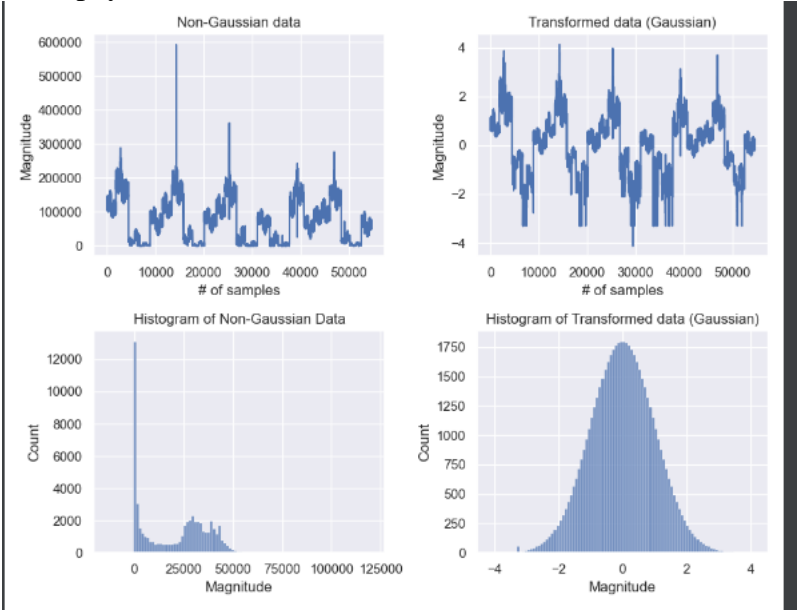 Non-Gaussian data
600000
500000
400000
300000
200000
100000
0
Magnitude
0 10000 20000 30000 40000 50000
# of samples
Transformed data (Gaussian)
4
2
0
−2
−4
Magnitude
0 10000 20000 30000 40000 50000
# of samples
Histogram of Non-Gaussian Data
12000
10000
8000
6000
4000
2000
0
Count
0 25000 50000 75000 100000 125000
Magnitude
Histogram of Transformed data (Gaussian)
1750
1500
1250
1000
750
500
250
0
Count
−4 −2 0 2 4
Magnitude